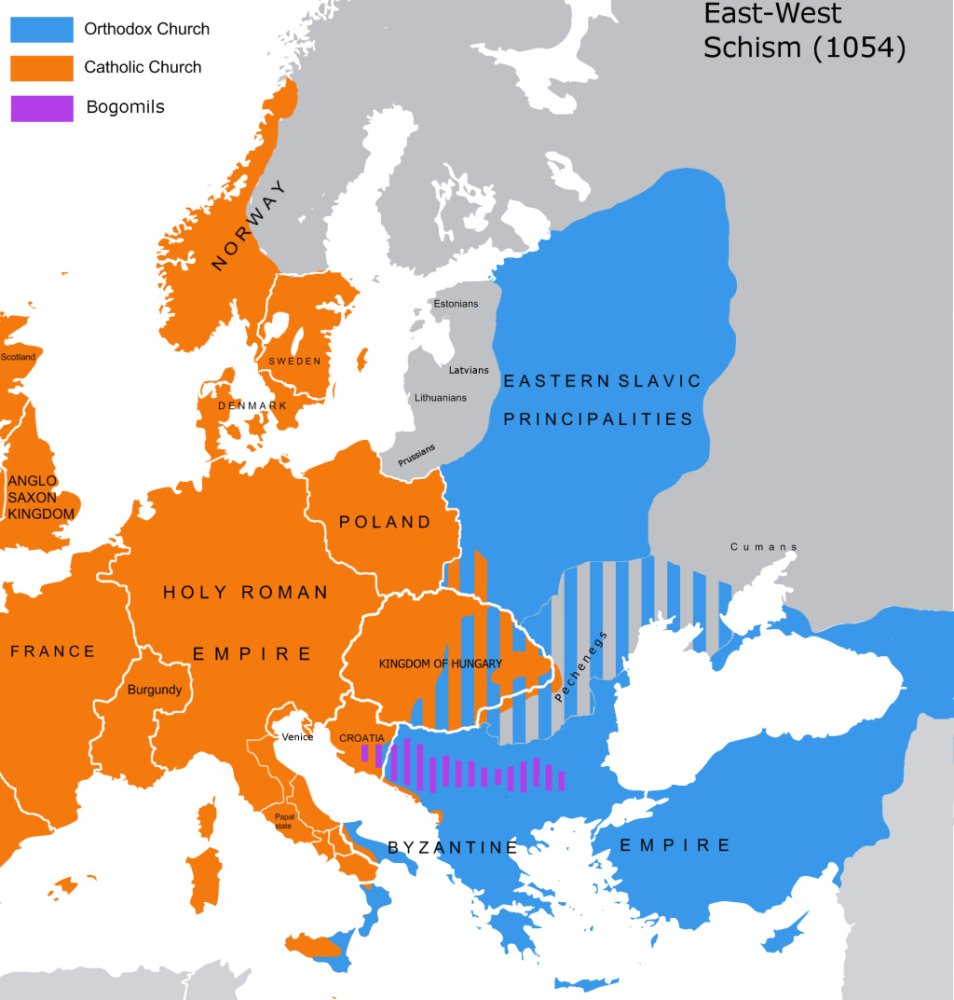 East-West
Schism (1054)
Orthodox Church
Catholic Church
Bogomils
NORWAY
Estonians
Scotland
SWEDEN
Latvians
EASTERN SLAVIC
Lithuanians
DENMARK
PRINCIPALITIES
Prussians
ANGLO
SAXON
KINGDOM
POLAND
Cumans
HOLY ROMAN
EMPIRE
FRANCE
KINGDOM OF HUNGARY
Pechenegs
Burgundy
Venice
CROATIA
Papal
state
BYZANTINE EMPIRE